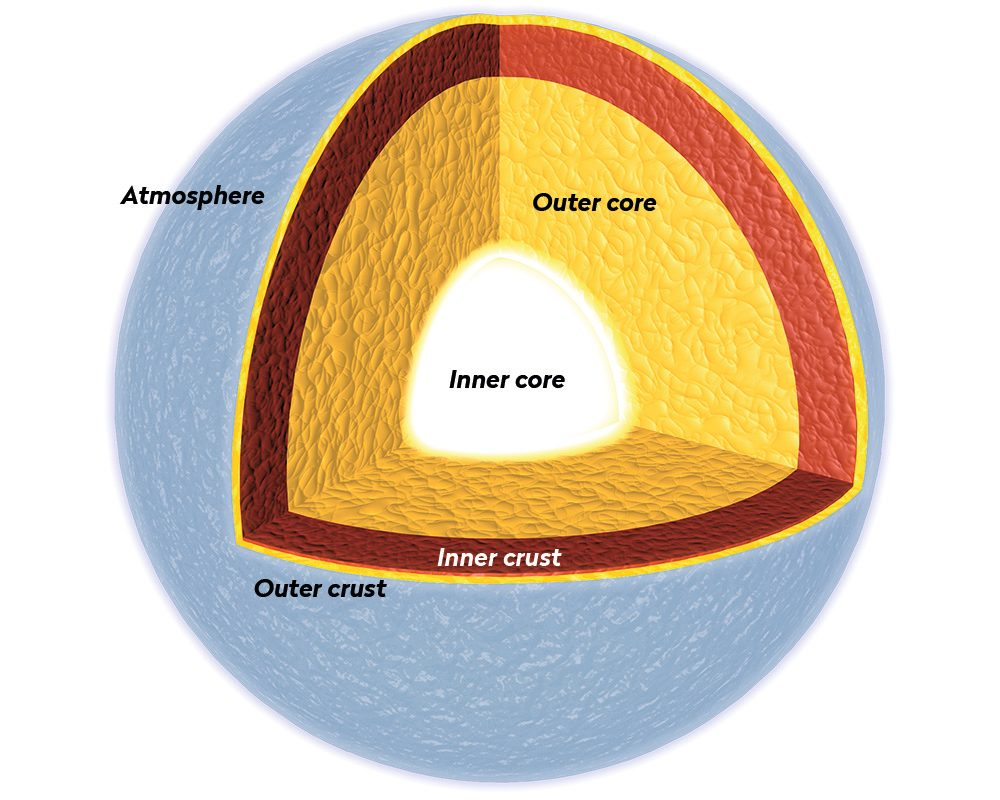 Atmosphere
Outer core
Inner core
Inner crust
Outer crust